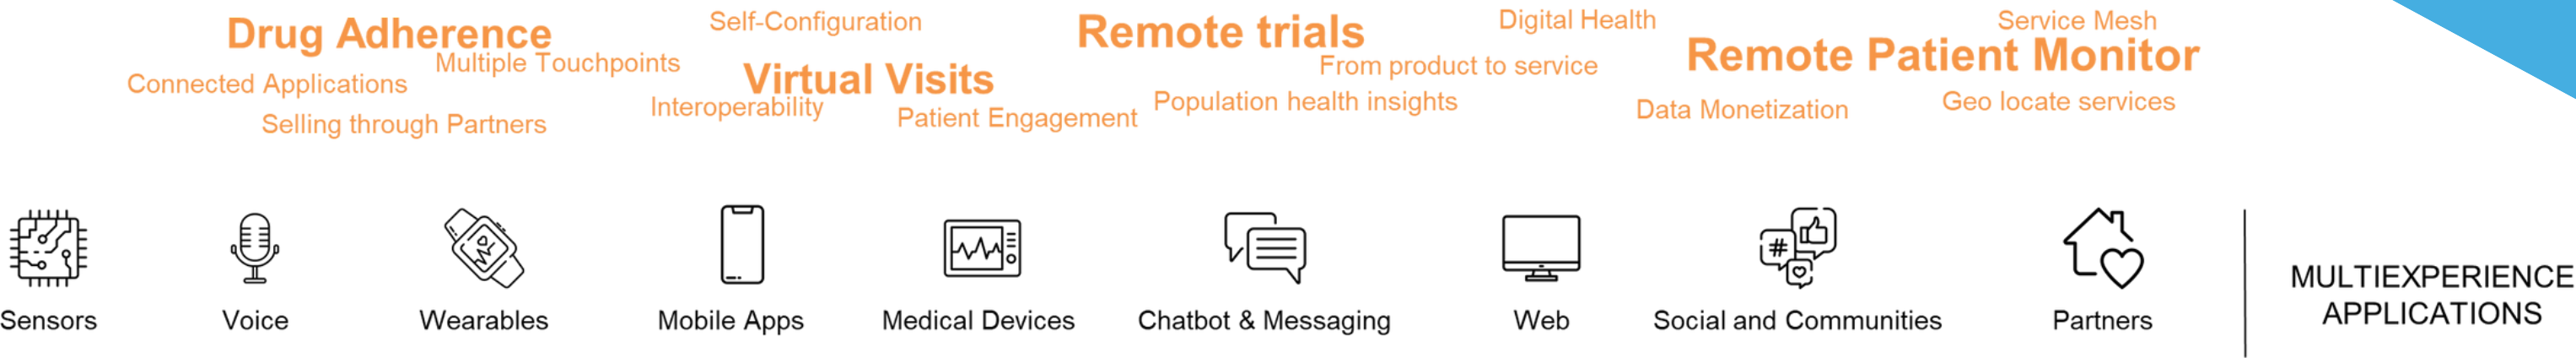 Drug Adherence
Self-Configuration
Remote trials
Digital Health
Service Mesh
Connected Applications
Multiple Touchpoints
Virtual Visits
From product to service
Remote Patient Monitor
Selling through Partners
Interoperability
Patient Engagement
Population health insights
Data Monetization
Geo locate services
#
Sensors
Voice
Wearables
Mobile Apps
Medical Devices
Chatbot & Messaging
Web
Social and Communities
Partners
MULTIEXPERIENCE
APPLICATIONS